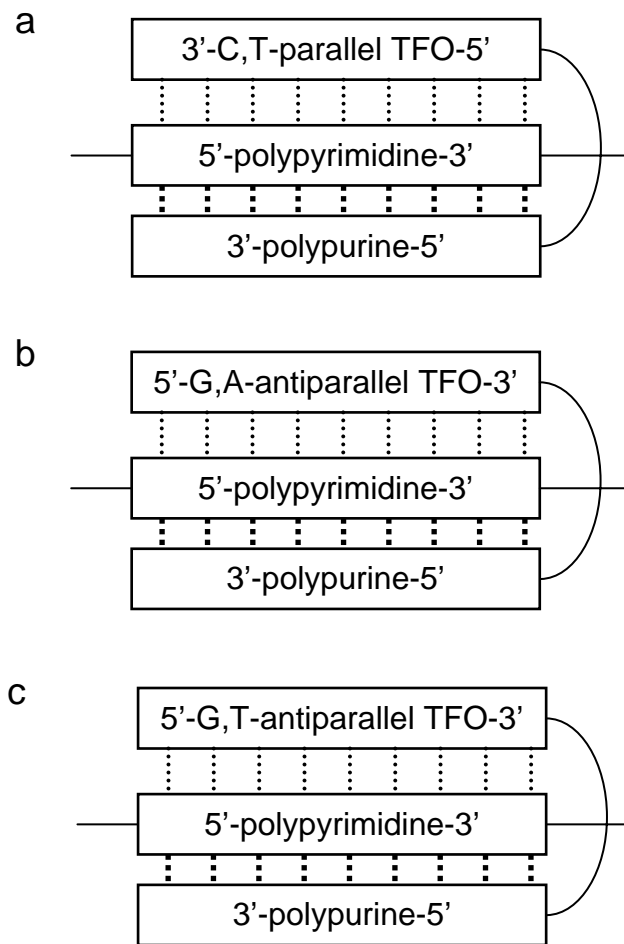 a
3’-C,T-parallel TFO-5’
5’-polypyrimidine-3’
3’-polypurine-5’
b
5’-G,A-antiparallel TFO-3’
5’-polypyrimidine-3’
3’-polypurine-5’
c
5’-G,T-antiparallel TFO-3’
5’-polypyrimidine-3’
3’-polypurine-5’